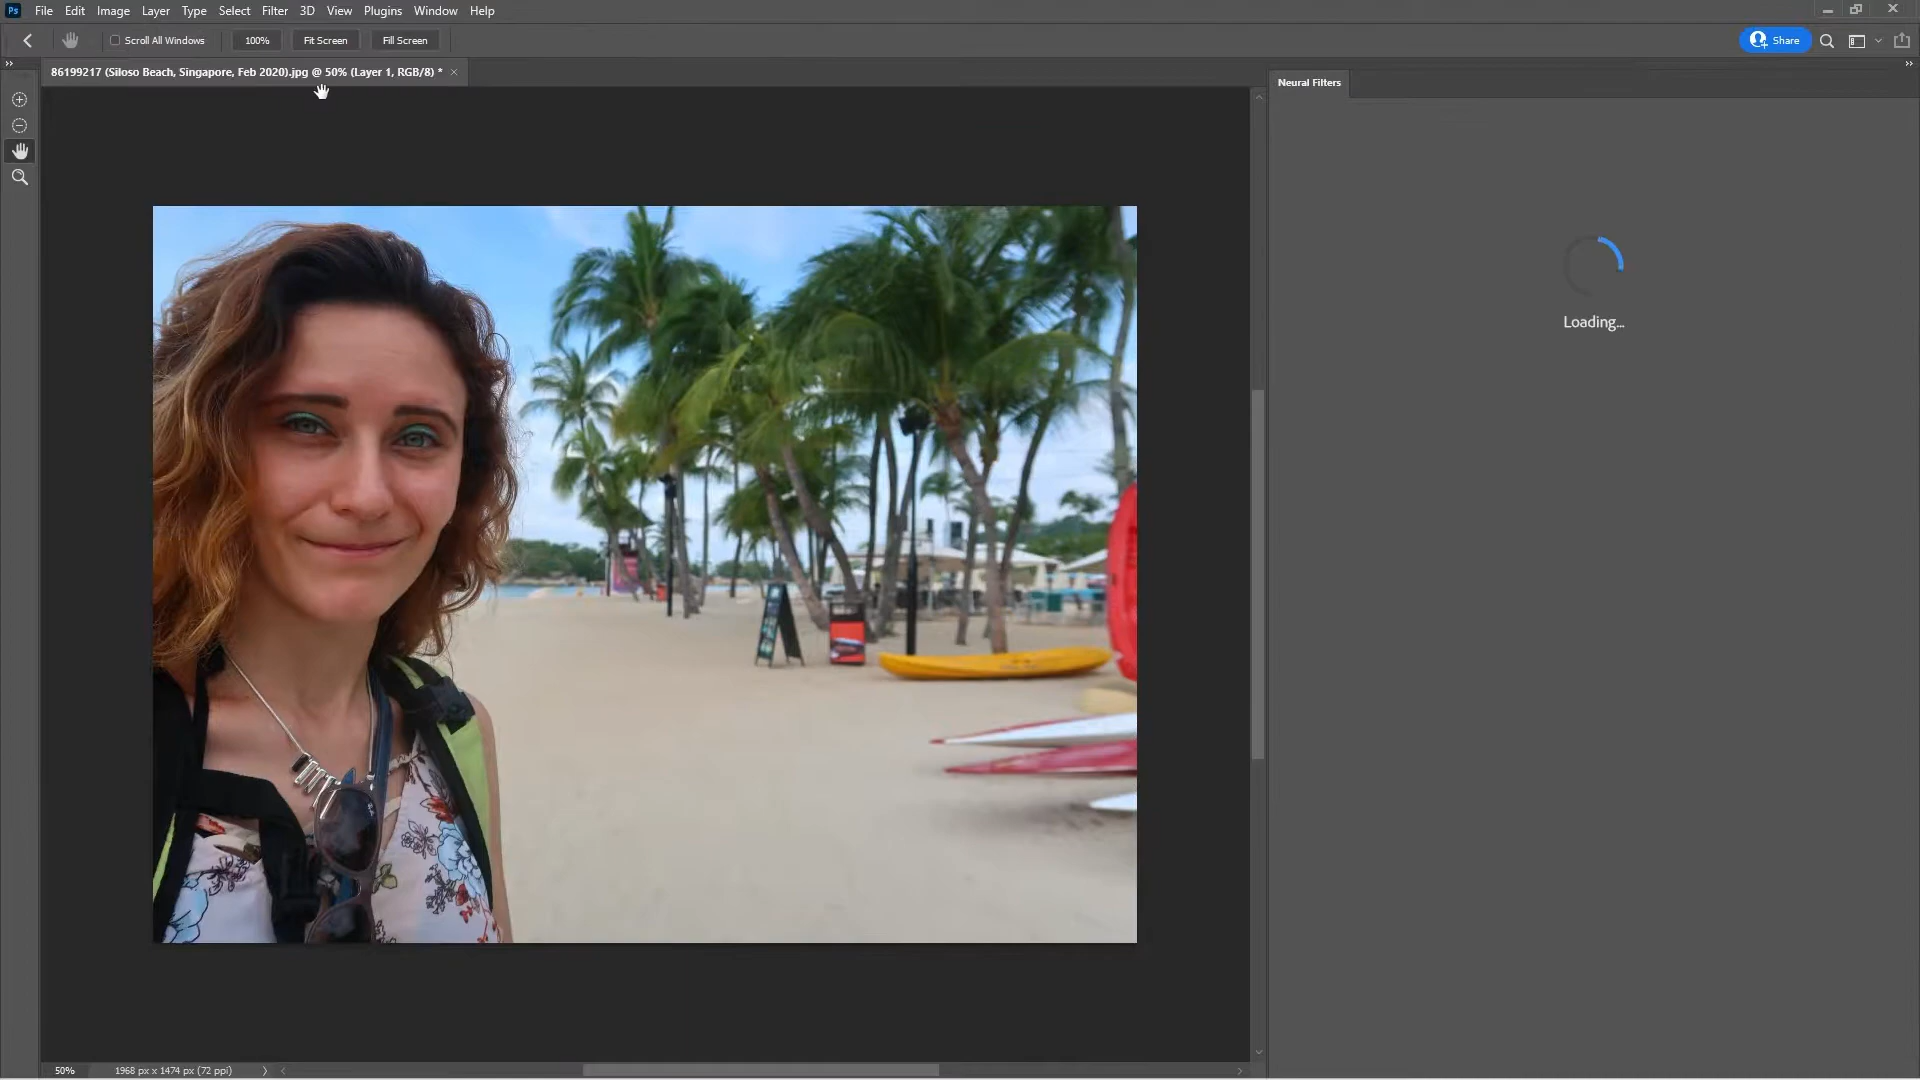 Ps File Edit Image Layer Type Select Filter 3D View Plugins Window Help
Scroll All Windows 100% Fit Screen Fill Screen Share
86199217 (Siloso Beach, Singapore, Feb 2020).jpg @ 50% (Layer 1, RGB/8) *
Neural Filters
Loading...
50% 1968 px x 1474 px (72 ppi)